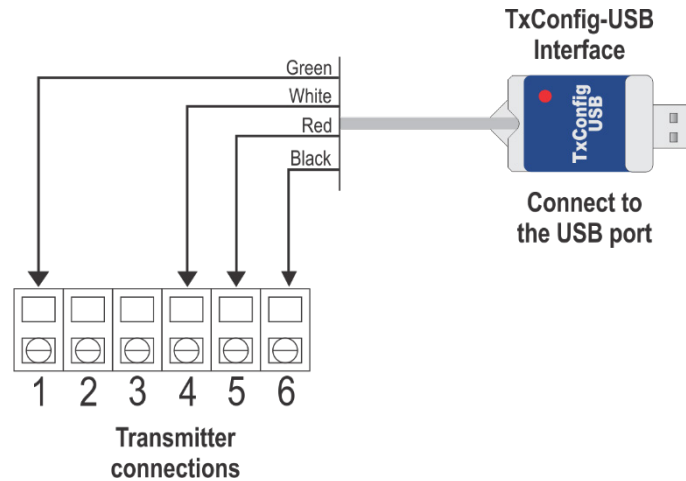 TxConfig-USB
Interface
Green
White
Red
Black
TxConfig
USB
Connect to
the USB port
1 2 3 4 5 6
Transmitter
connections